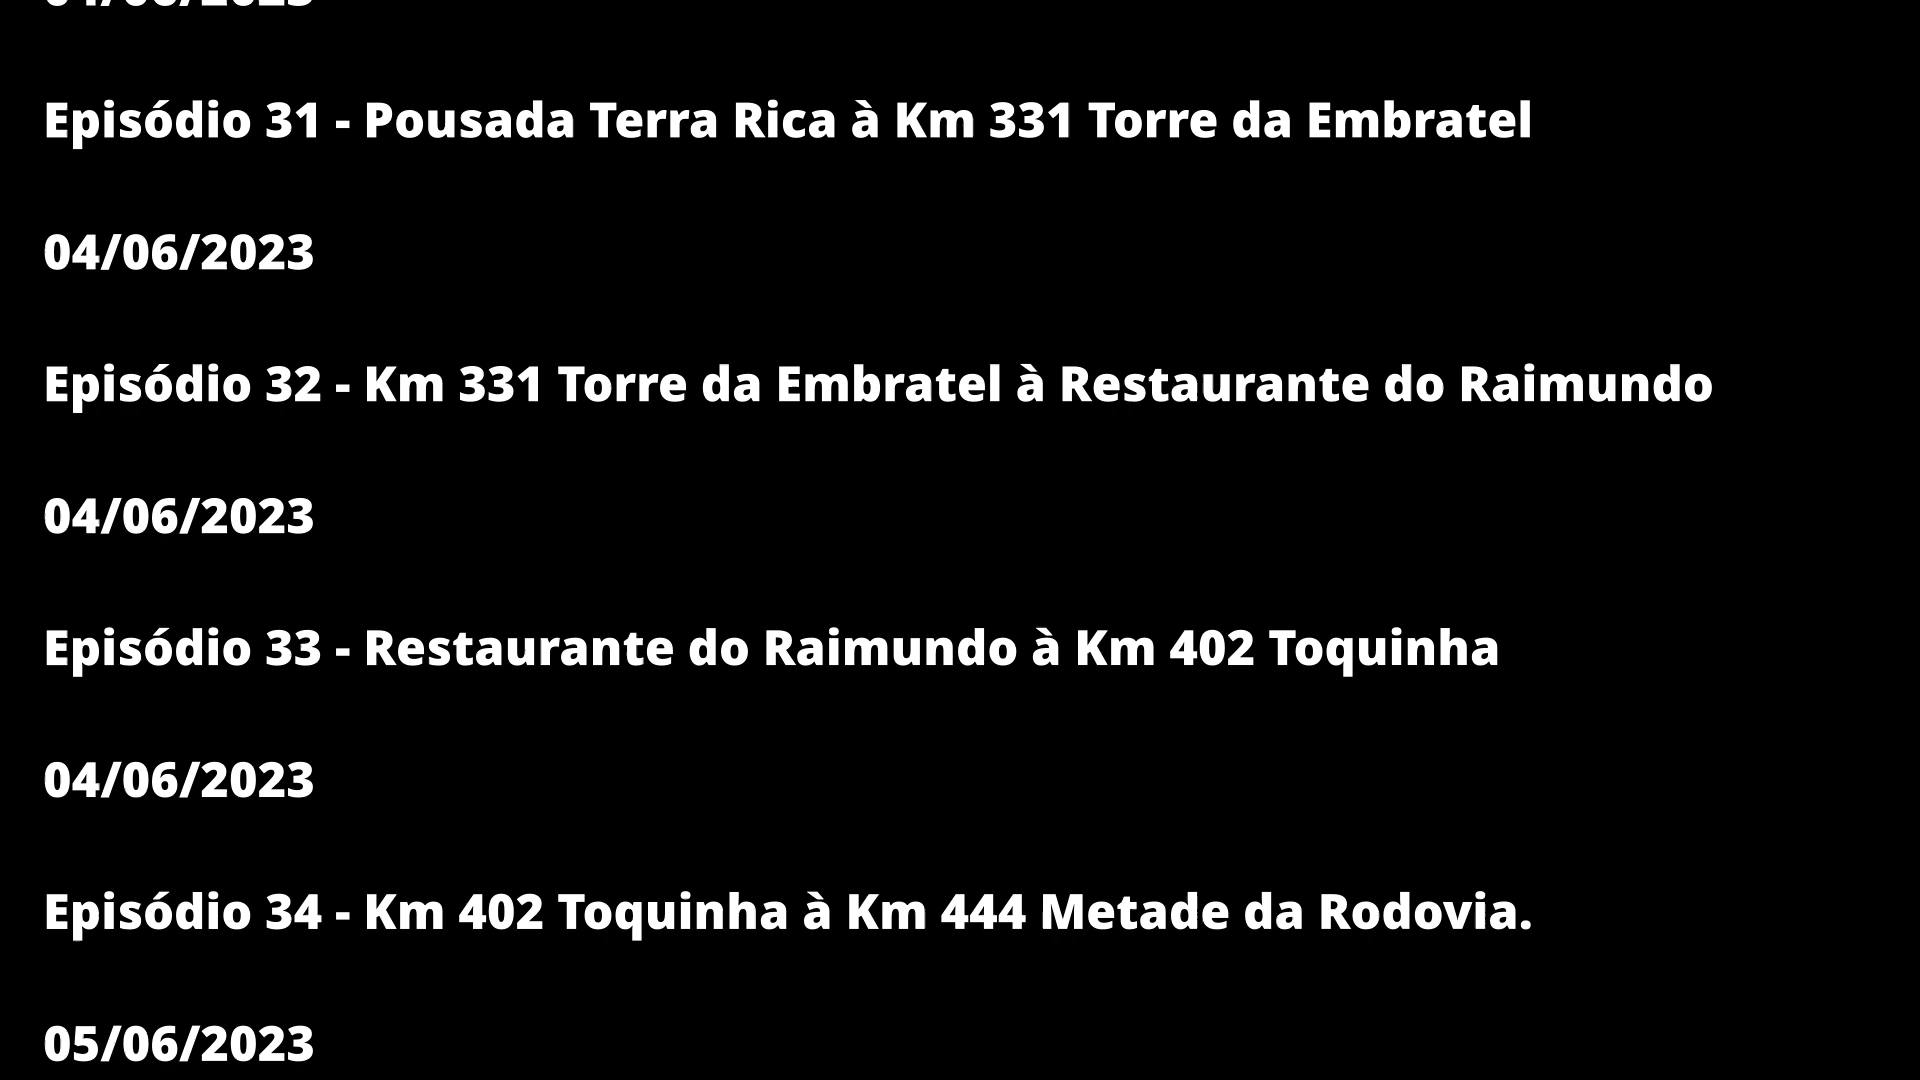 Episódio 31 - Pousada Terra Rica à Km 331 Torre da Embratel
04/06/2023
Episódio 32 - Km 331 Torre da Embratel à Restaurante do Raimundo
04/06/2023
Episódio 33 - Restaurante do Raimundo à Km 402 Toquinha
04/06/2023
Episódio 34 - Km 402 Toquinha à Km 444 Metade da Rodovia.
05/06/2023